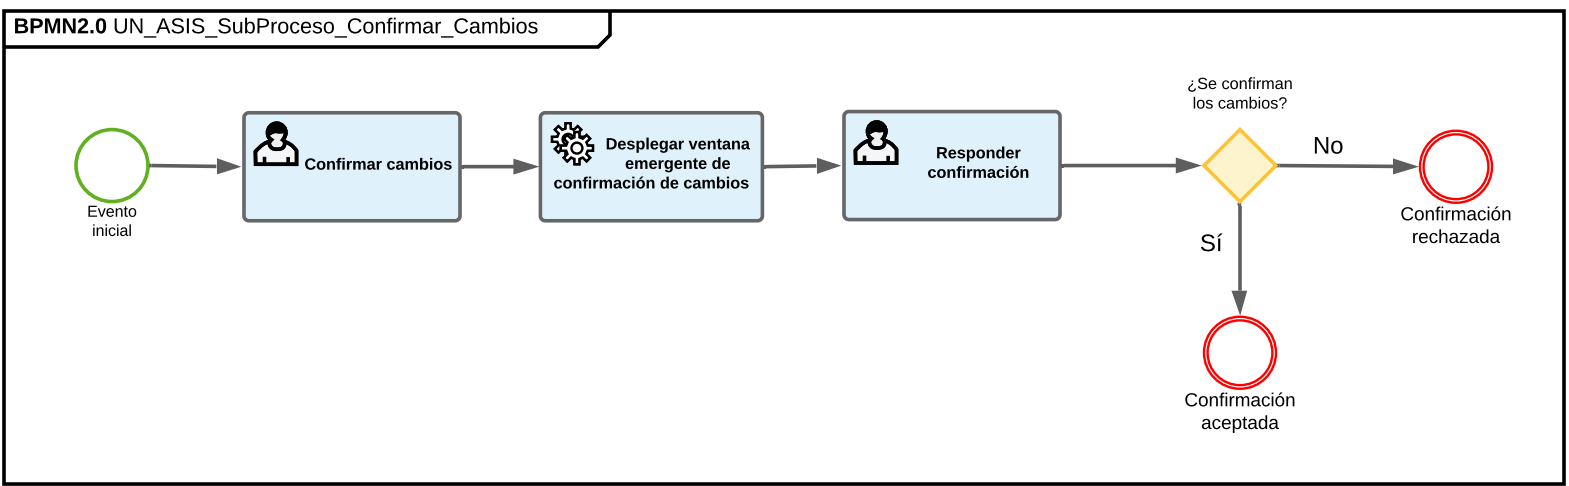 BPMN2.0 UN_ASIS_SubProceso_Confirmar_Cambios
¿Se confirman
los cambios?
Evento
inicial
Confirmar cambios
Desplegar ventana
emergente de
confirmación de cambios
Responder
confirmación
No
Sí
Confirmación
rechazada
Confirmación
aceptada